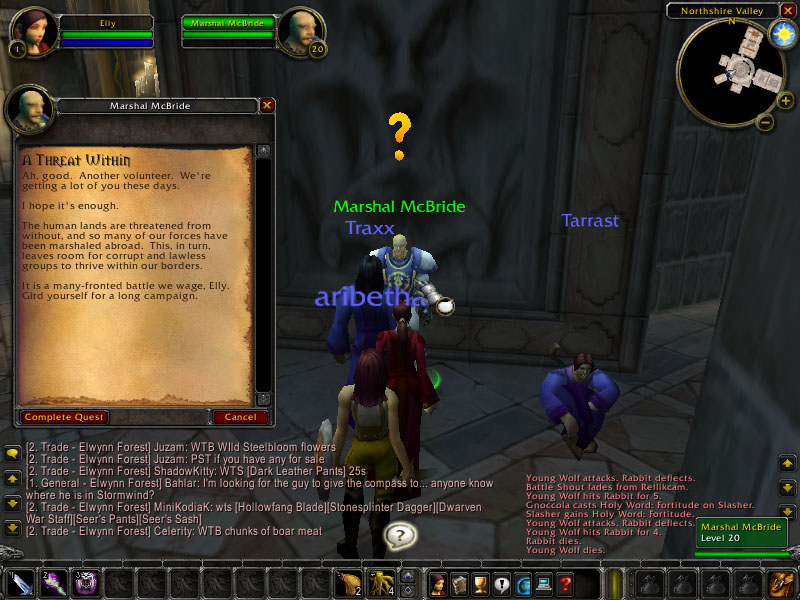 Elly
1
Marshal McBride
20
Northshire Valley
N
Marshal McBride
A Threat Within
Ah, good. Another volunteer. We're
getting a lot of you these days.
I hope it's enough.
The human lands are threatened from
without, and so many of our forces have
been marshaled abroad. This, in turn,
leaves room for corrupt and lawless
groups to thrive within our borders.
It is a many-fronted battle we wage, Elly.
Gird yourself for a long campaign.
Complete Quest
Cancel
?
Marshal McBride
Traxx
Tarrast
aribetha
[2. Trade - Elwynn Forest] Juzam: WTB WIld Steelbloom flowers
[2. Trade - Elwynn Forest] Juzam: PST if you have any for sale
[2. Trade - Elwynn Forest] ShadowKitty: WTS [Dark Leather Pants] 25s
[1. General - Elwynn Forest] Bahlar: I'm looking for the guy to give the compass to... anyone know
where he is in Stormwind?
[2. Trade - Elwynn Forest] MiniKodiaK: wts [Hollowfang Blade][Stonesplinter Dagger][Dwarven
War Staff][Seer's Pants][Seer's Sash]
[2. Trade - Elwynn Forest] Celerity: WTB chunks of boar meat
Young Wolf attacks. Rabbit deflects.
Battle Shout fades from Rellikcam.
Young Wolf hits Rabbit for 5.
Gnoccola casts Holy Word: Fortitude on Slasher.
Slasher gains Holy Word: Fortitude.
Young Wolf attacks. Rabbit deflects.
Young Wolf hits Rabbit for 4.
Rabbit dies.
Young Wolf dies.
Marshal McBride
Level 20
?
1
2
3
2
4
!
?